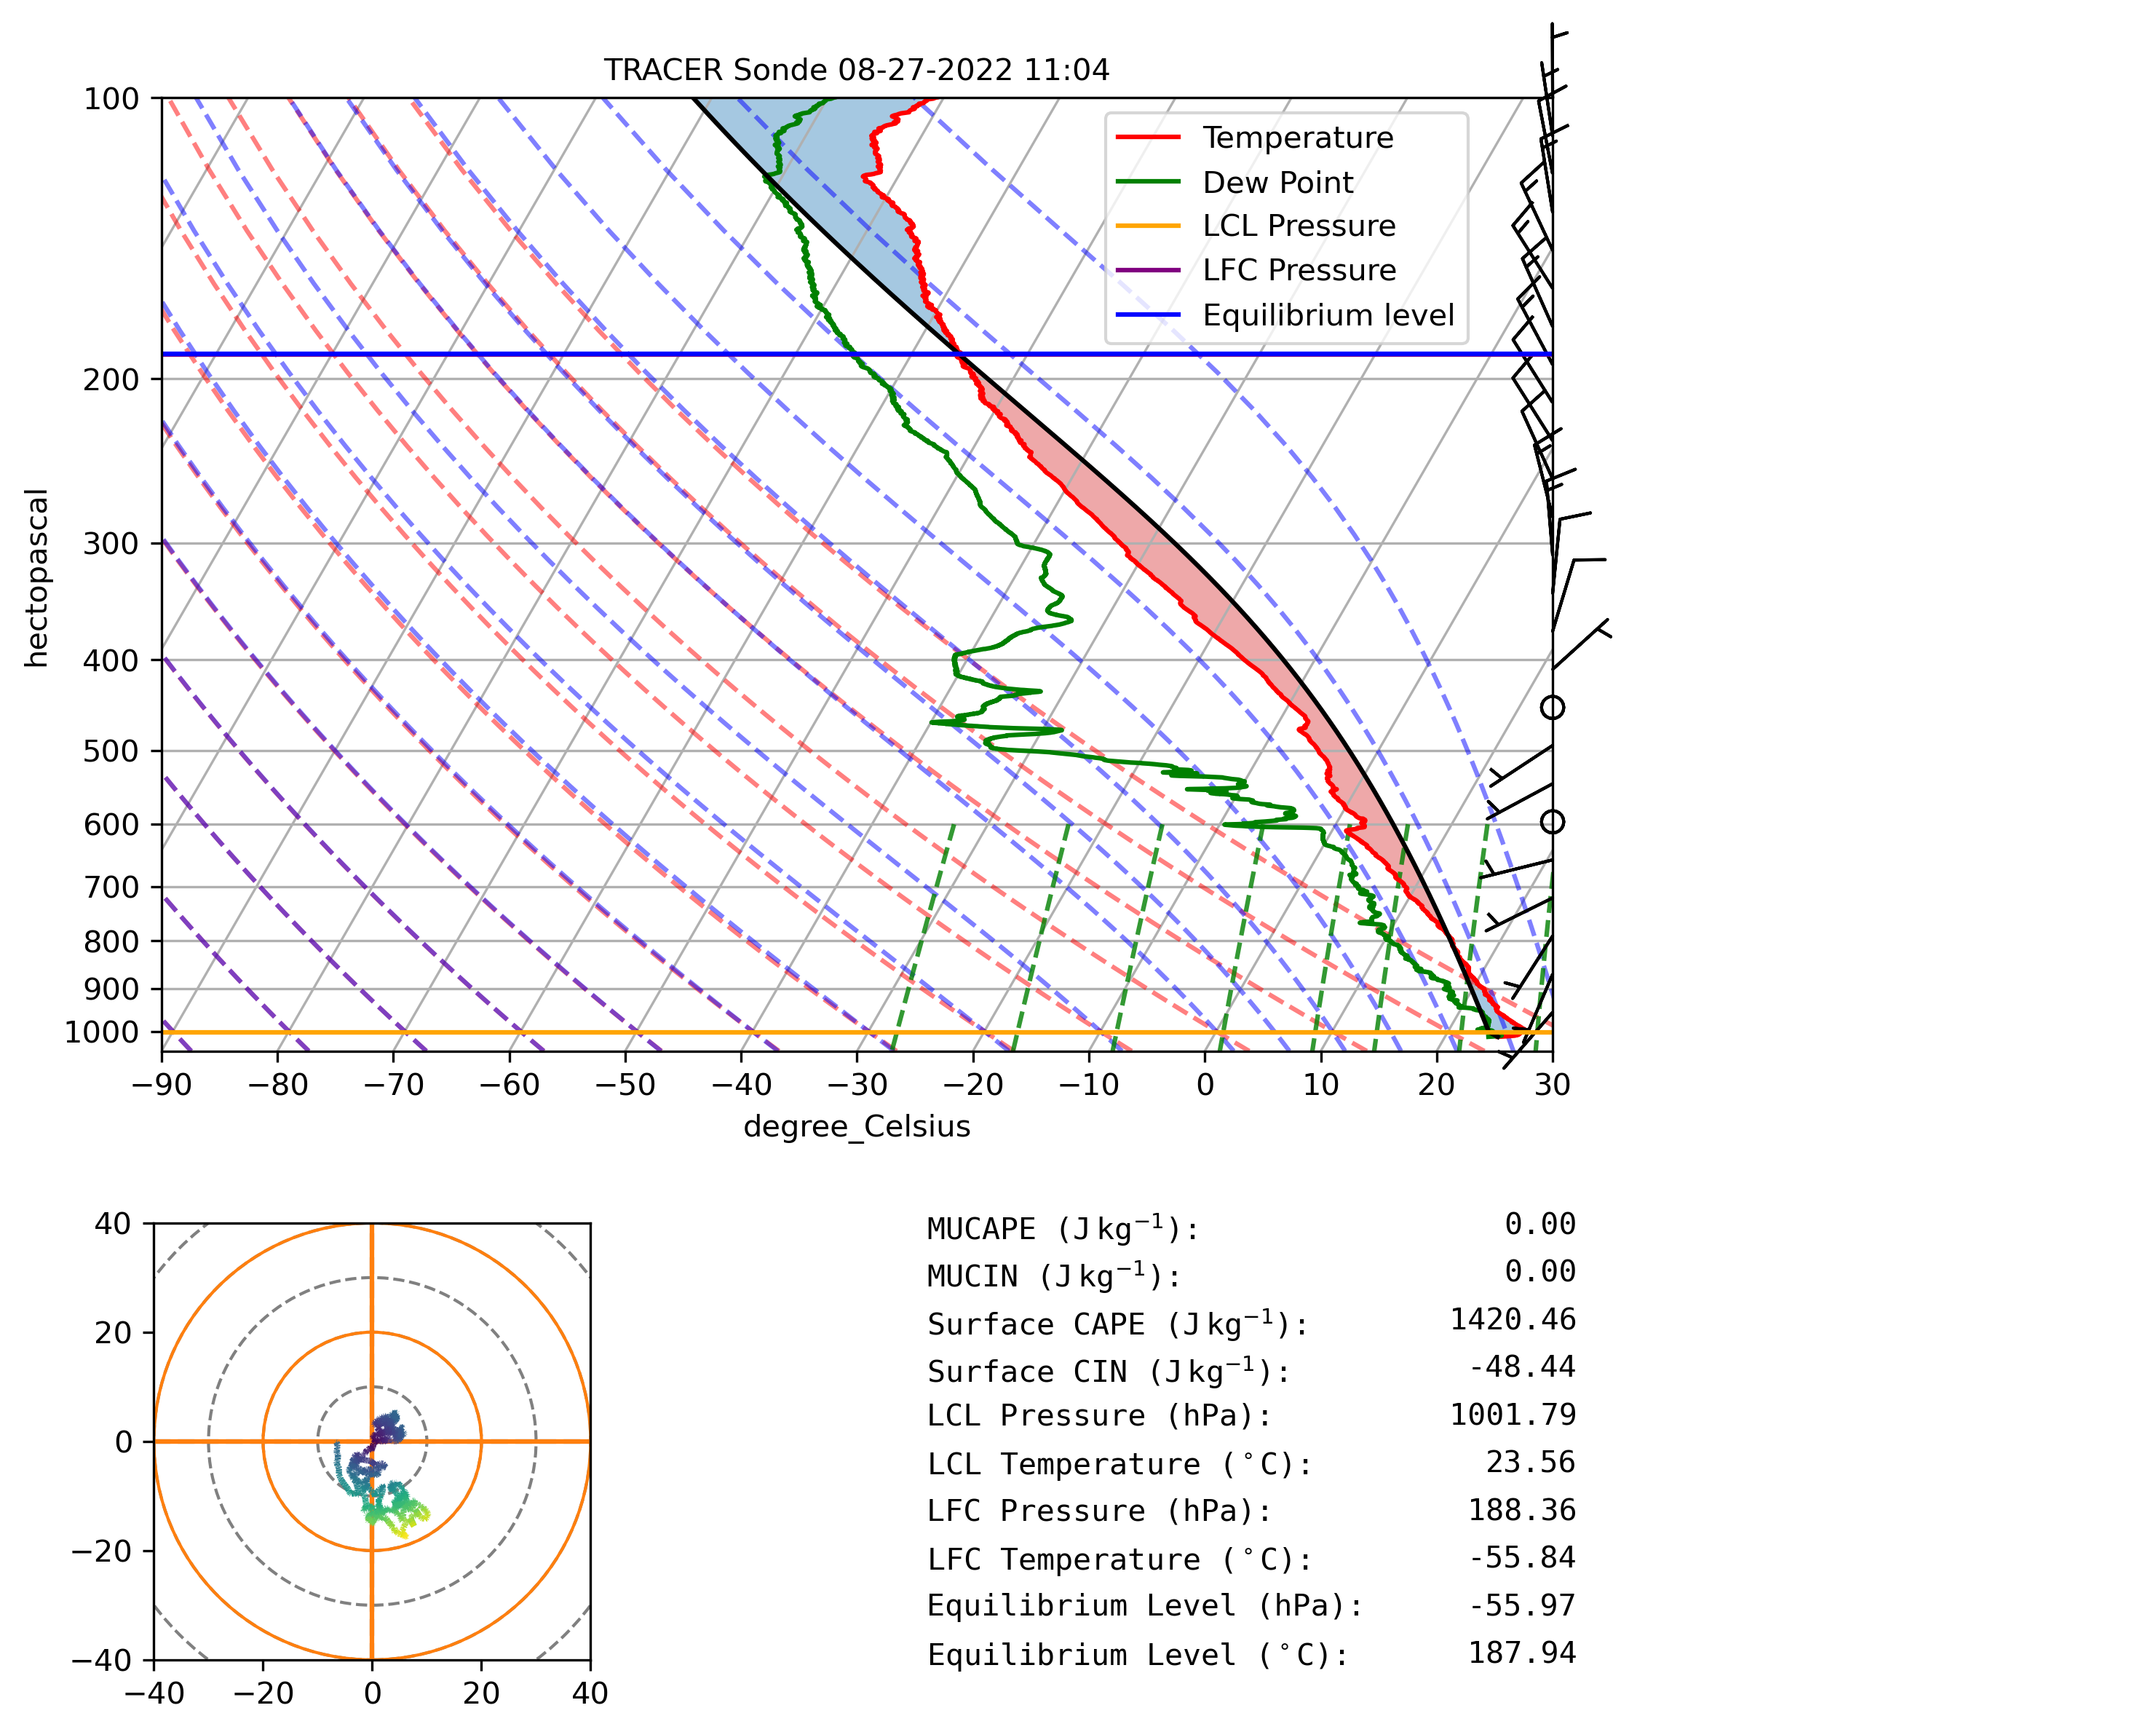 TRACER Sonde 08-27-2022 11:04
100
200
300
400
500
600
700
800
900
1000
hectopascal
Temperature
Dew Point
LCL Pressure
LFC Pressure
Equilibrium level
−90 −80 −70 −60 −50 −40 −30 −20 −10 0 10 20 30
degree_Celsius
40
20
0
−20
−40
−40 −20 0 20 40
MUCAPE (J kg⁻¹): 0.00
MUCIN (J kg⁻¹): 0.00
Surface CAPE (J kg⁻¹): 1420.46
Surface CIN (J kg⁻¹): -48.44
LCL Pressure (hPa): 1001.79
LCL Temperature (°C): 23.56
LFC Pressure (hPa): 188.36
LFC Temperature (°C): -55.84
Equilibrium Level (hPa): -55.97
Equilibrium Level (°C): 187.94